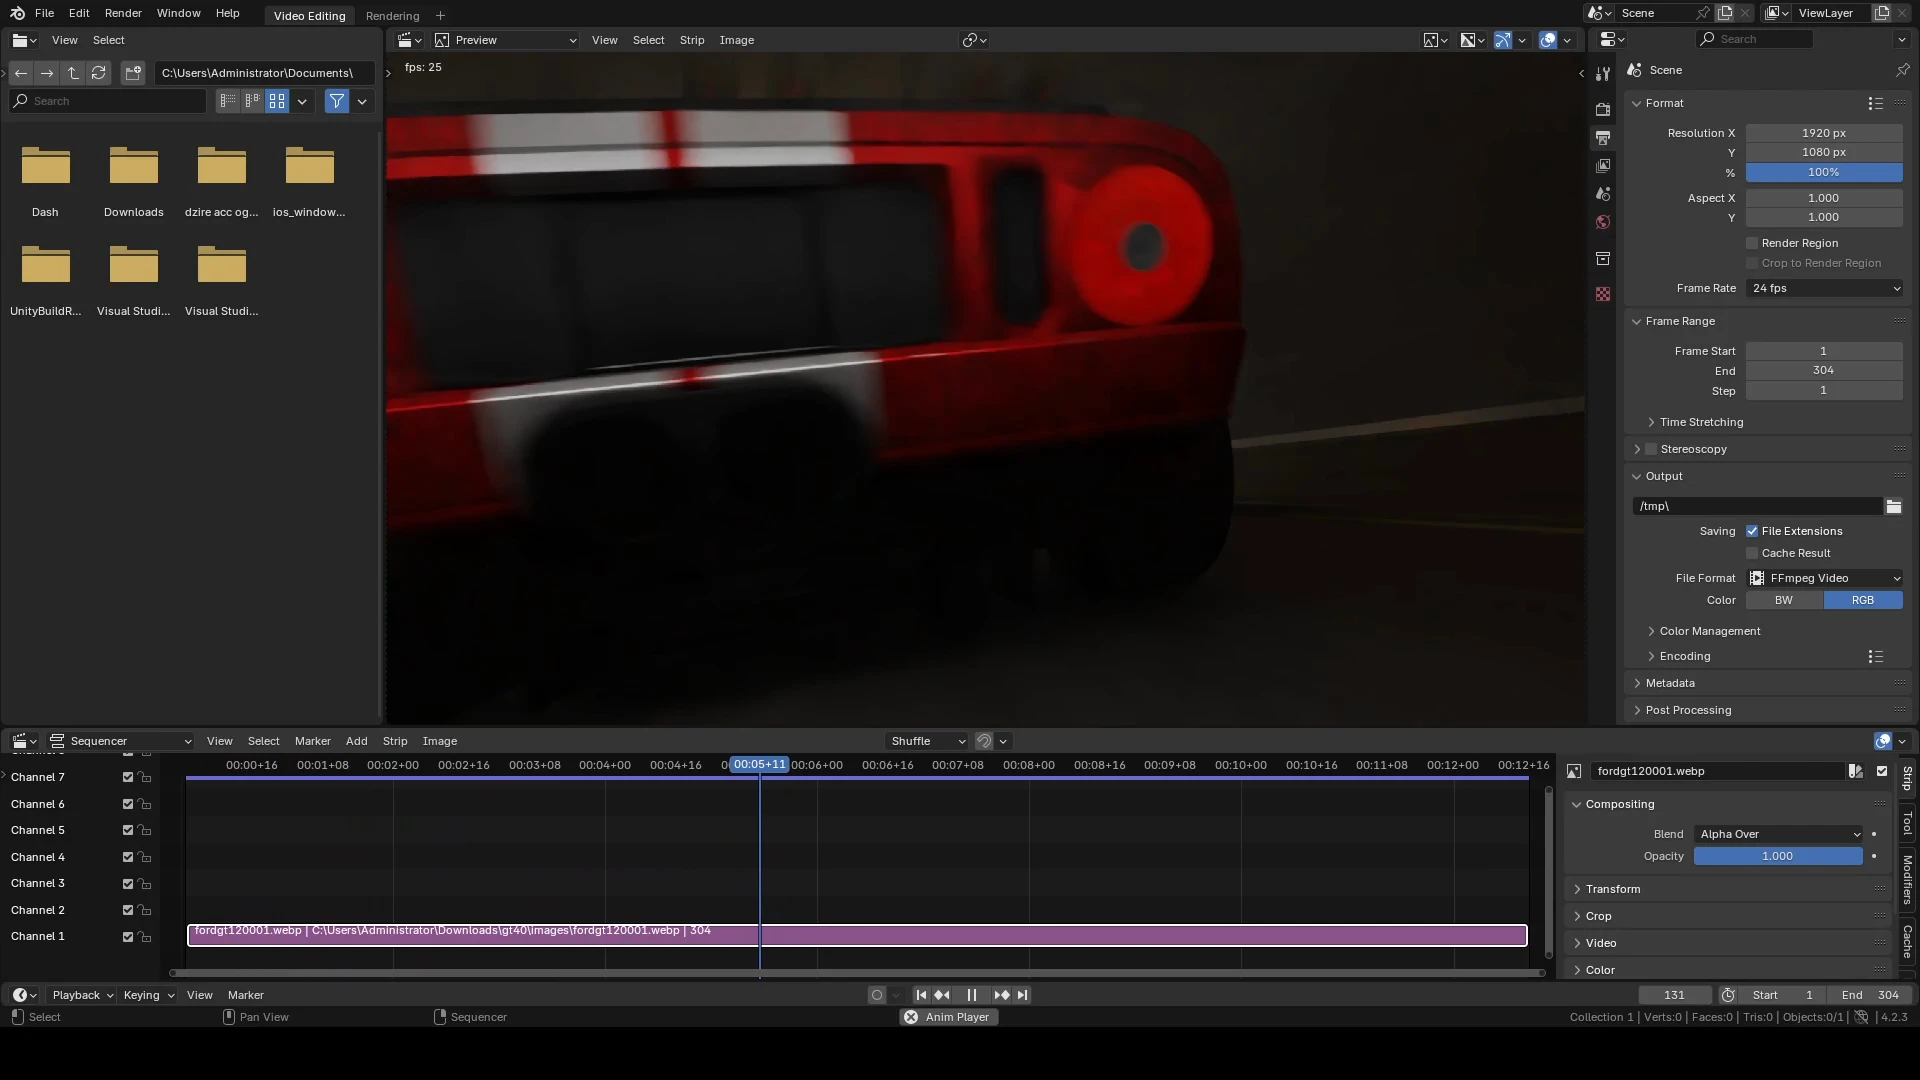 File Edit Render Window Help Video Editing Rendering + Scene ViewLayer
View Select Preview View Select Strip Image Search
C:\Users\Administrator\Documents\ fps: 25 Scene
Search
Dash Downloads dzire acc og... ios_window...
UnityBuildR... Visual Studi... Visual Studi...
Format
Resolution X 1920 px
Y 1080 px
% 100%
Aspect X 1.000
Y 1.000
Render Region
Crop to Render Region
Frame Rate 24 fps
Frame Range
Frame Start 1
End 304
Step 1
Time Stretching
Stereoscopy
Output
/tmp\
Saving File Extensions
Cache Result
File Format FFmpeg Video
Color BW RGB
Color Management
Encoding
Metadata
Post Processing
Sequencer View Select Marker Add Strip Image Shuffle
00:00+16 00:01+08 00:02+00 00:02+16 00:03+08 00:04+00 00:04+16 00:05+11 00:06+00 00:06+16 00:07+08 00:08+00 00:08+16 00:09+08 00:10+00 00:10+16 00:11+08 00:12+00 00:12+16
Channel 7
Channel 6
Channel 5
Channel 4
Channel 3
Channel 2
Channel 1
fordgt120001.webp | C:\Users\Administrator\Downloads\gt40\images\fordgt120001.webp | 304
fordgt120001.webp
Compositing
Blend Alpha Over
Opacity 1.000
Transform
Crop
Video
Color
Strip
Tool
Modifiers
Cache
Playback Keying View Marker 131 Start 1 End 304
Select Pan View Sequencer Anim Player Collection 1 | Verts:0 | Faces:0 | Tris:0 | Objects:0/1 | 4.2.3